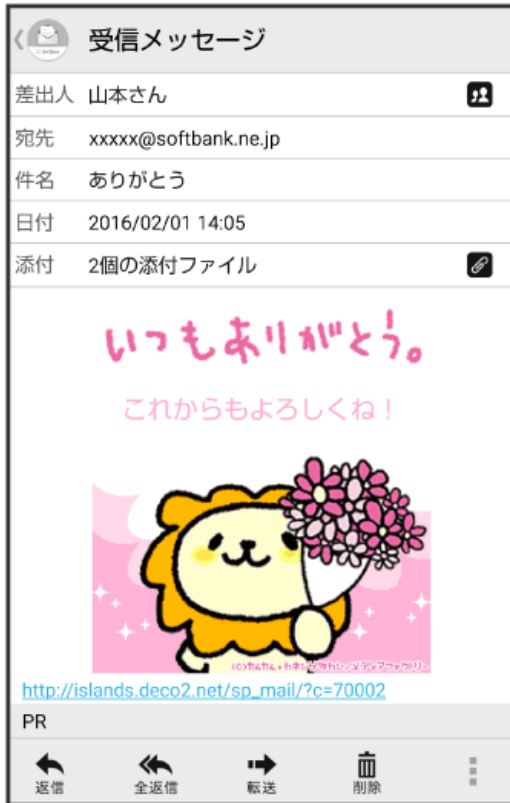 受信メッセージ
差出人 山本さん
宛先 xxxxx@softbank.ne.jp
件名 ありがとう
日付 2016/02/01 14:05
添付 2個の添付ファイル
いつもありがとう。
これからもよろしくね！
http://islands.deco2.net/sp_mail/?c=70002
PR
返信 全返信 転送 削除